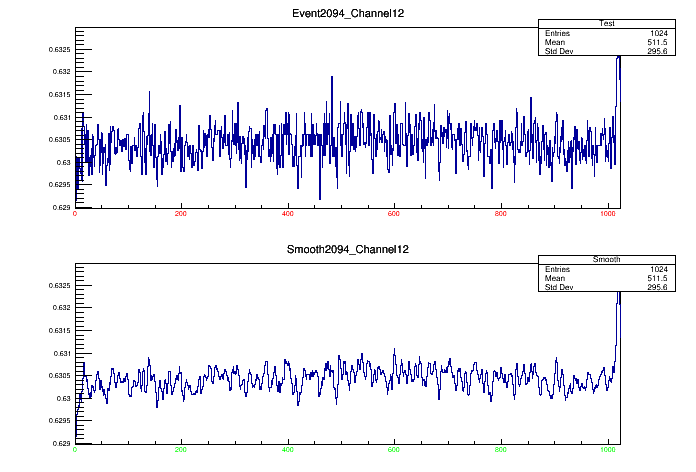 Event2094_Channel12
Test
Entries 1024
Mean 511.5
Std Dev 295.6
0.6325
0.632
0.6315
0.631
0.6305
0.63
0.6295
0.629
0 200 400 600 800 1000
Smooth2094_Channel12
Smooth
Entries 1024
Mean 511.5
Std Dev 295.6
0.6325
0.632
0.6315
0.631
0.6305
0.63
0.6295
0.629
0 200 400 600 800 1000